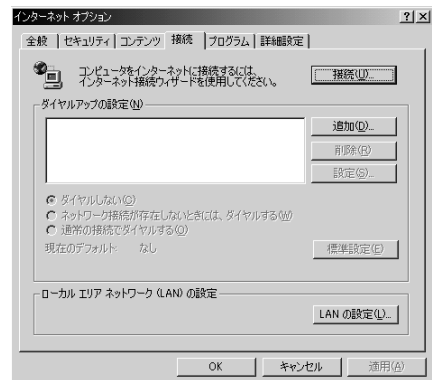 インターネット オプション
全般 セキュリティ コンテンツ 接続 プログラム 詳細設定
コンピュータをインターネットに接続するには、
インターネット接続ウィザードを使用してください。
接続(U)...
ダイヤルアップの設定(N)
追加(D)...
削除(R)
設定(S)...
ダイヤルしない(C)
ネットワーク接続が存在しないときには、ダイヤルする(W)
通常の接続でダイヤルする(O)
現在のデフォルト: なし 標準設定(E)
ローカル エリア ネットワーク (LAN) の設定
LAN の設定(L)...
OK キャンセル 適用(A)